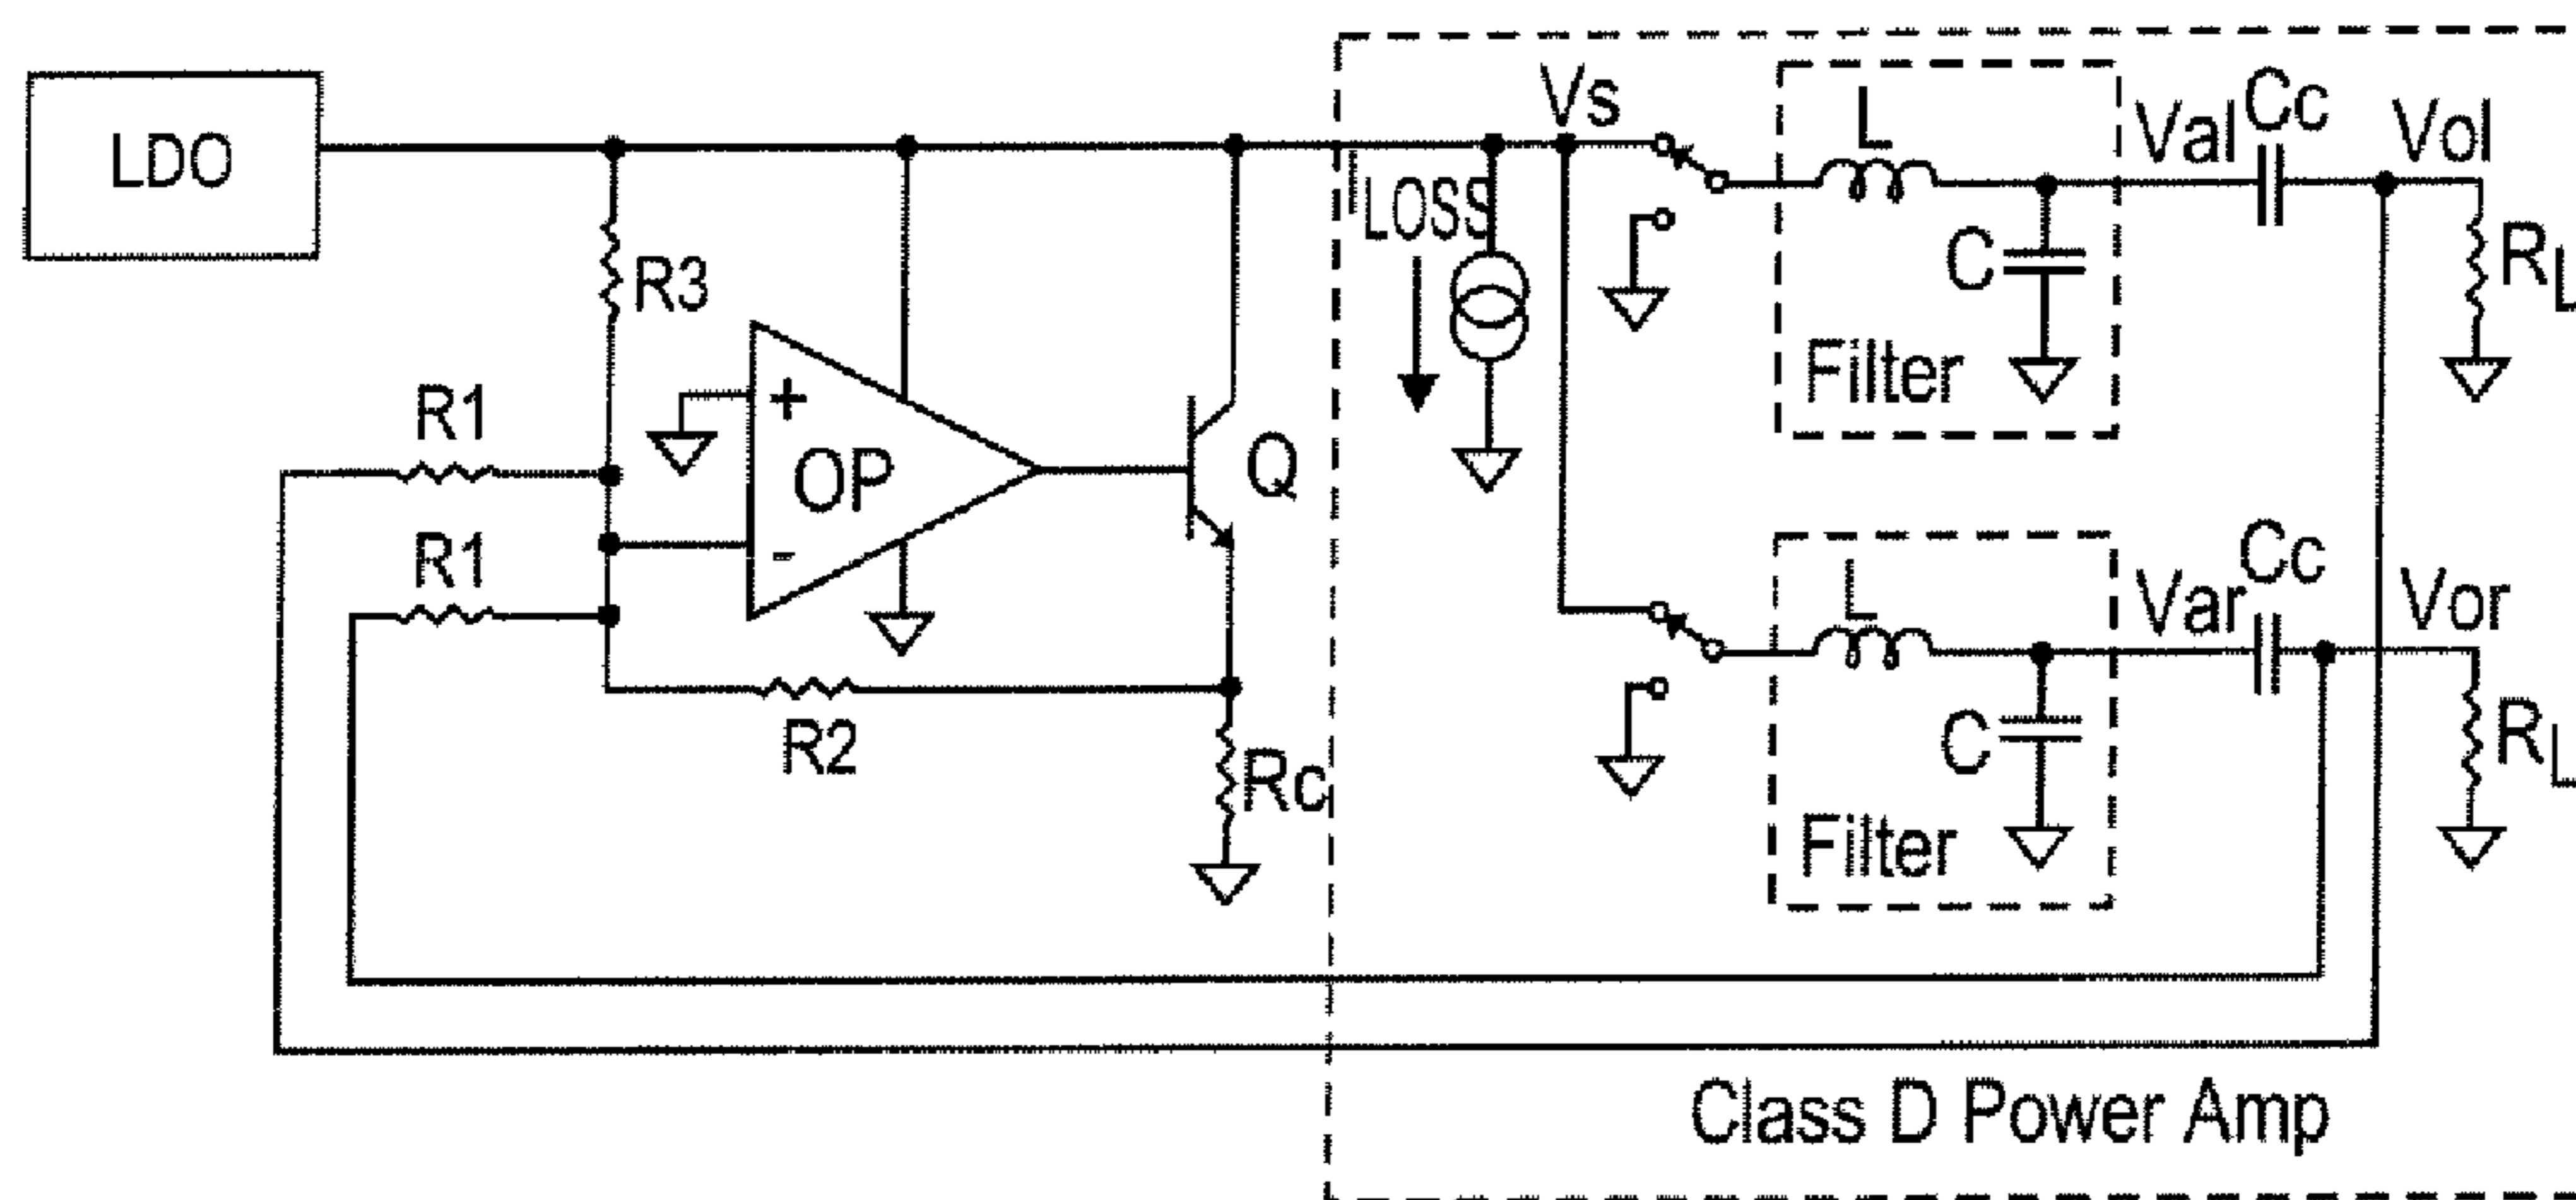 LDO
R3
R1
R1
+
OP
-
R2
Q
Rc
ILOSS
Vs
L
C
Filter
Val
Cc
Vol
RL
L
C
Filter
Var
Cc
Vor
RL
Class D Power Amp